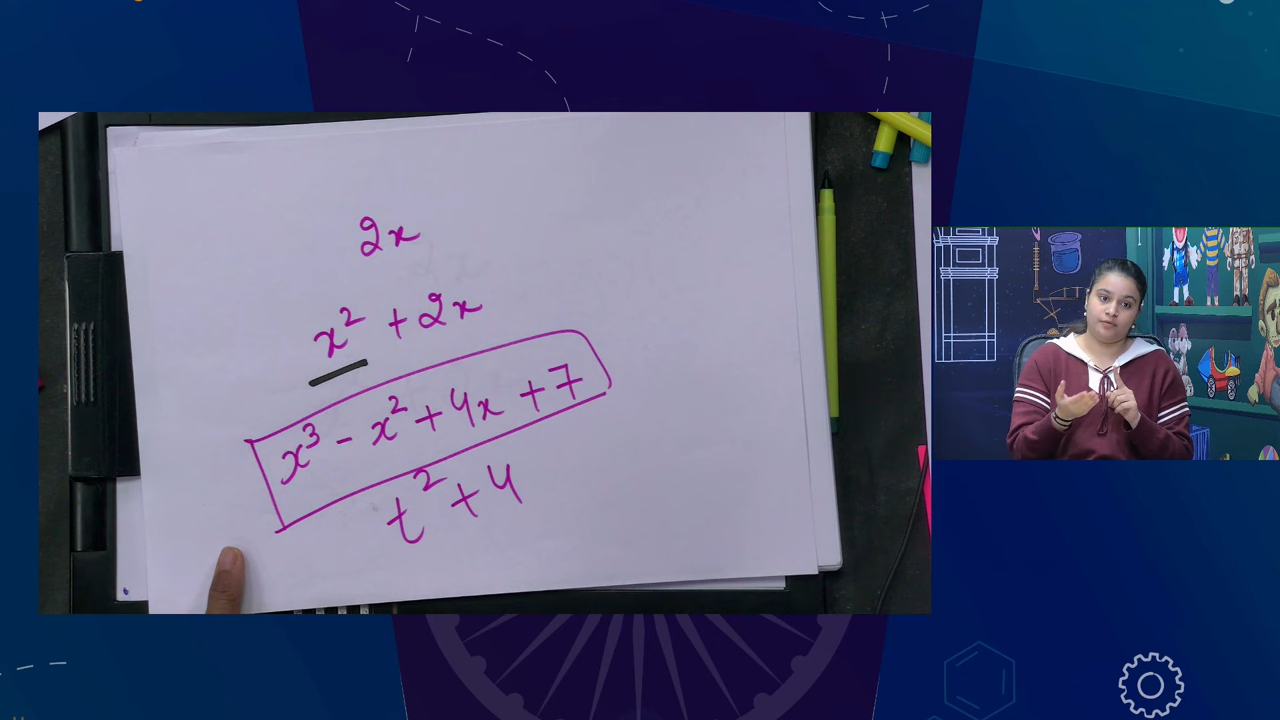 2x
x² + 2x
x³ - x² + 4x + 7
t² + 4